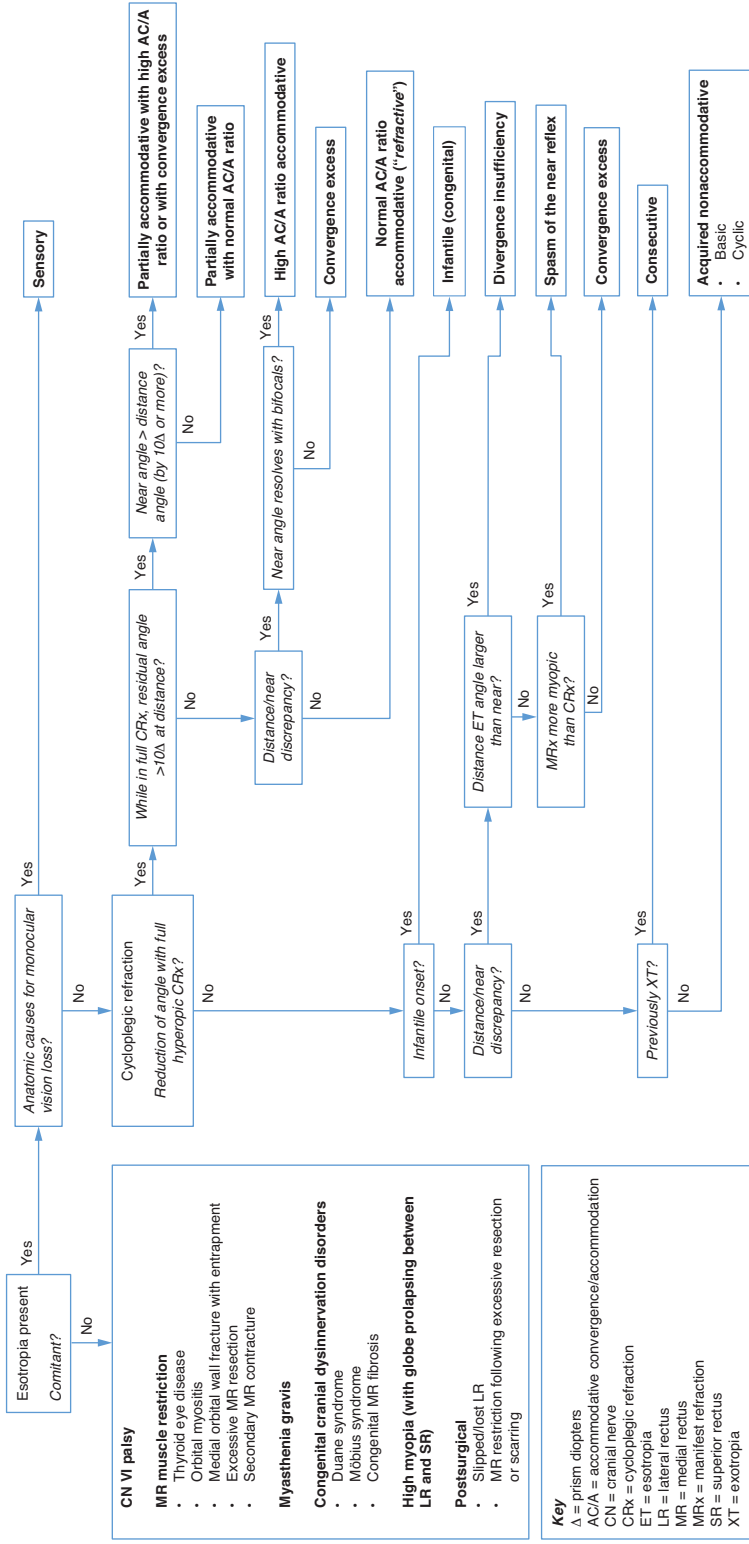 Esotropia present
Comitant?
Yes
No
CN VI palsy
MR muscle restriction
• Thyroid eye disease
• Orbital myositis
• Medial orbital wall fracture with entrapment
• Excessive MR resection
• Secondary MR contracture
Myasthenia gravis
Congenital cranial dysinnervation disorders
• Duane syndrome
• Möbius syndrome
• Congenital MR fibrosis
High myopia (with globe prolapsing between
LR and SR)
Postsurgical
• Slipped/lost LR
• MR restriction following excessive resection
or scarring
Key
Δ = prism diopters
AC/A = accommodative convergence/accommodation
CN = cranial nerve
CRx = cycloplegic refraction
ET = esotropia
LR = lateral rectus
MR = medial rectus
MRx = manifest refraction
SR = superior rectus
XT = exotropia
Anatomic causes for monocular
vision loss?
Yes
Sensory
No
Cycloplegic refraction
Reduction of angle with full
hyperopic CRx?
Yes
No
While in full CRx, residual angle
>10Δ at distance?
Yes
No
Near angle > distance
angle (by 10Δ or more)?
Yes
Partially accommodative with high AC/A
ratio or with convergence excess
No
Partially accommodative
with normal AC/A ratio
Distance/near
discrepancy?
Yes
No
Near angle resolves with bifocals?
Yes
High AC/A ratio accommodative
No
Convergence excess
Normal AC/A ratio
accommodative (“refractive”)
Infantile onset?
Yes
Infantile (congenital)
No
Distance/near
discrepancy?
Yes
No
Distance ET angle larger
than near?
Yes
Divergence insufficiency
No
MRx more myopic
than CRx?
Yes
Spasm of the near reflex
No
Convergence excess
Previously XT?
Yes
Consecutive
No
Acquired nonaccommodative
• Basic
• Cyclic